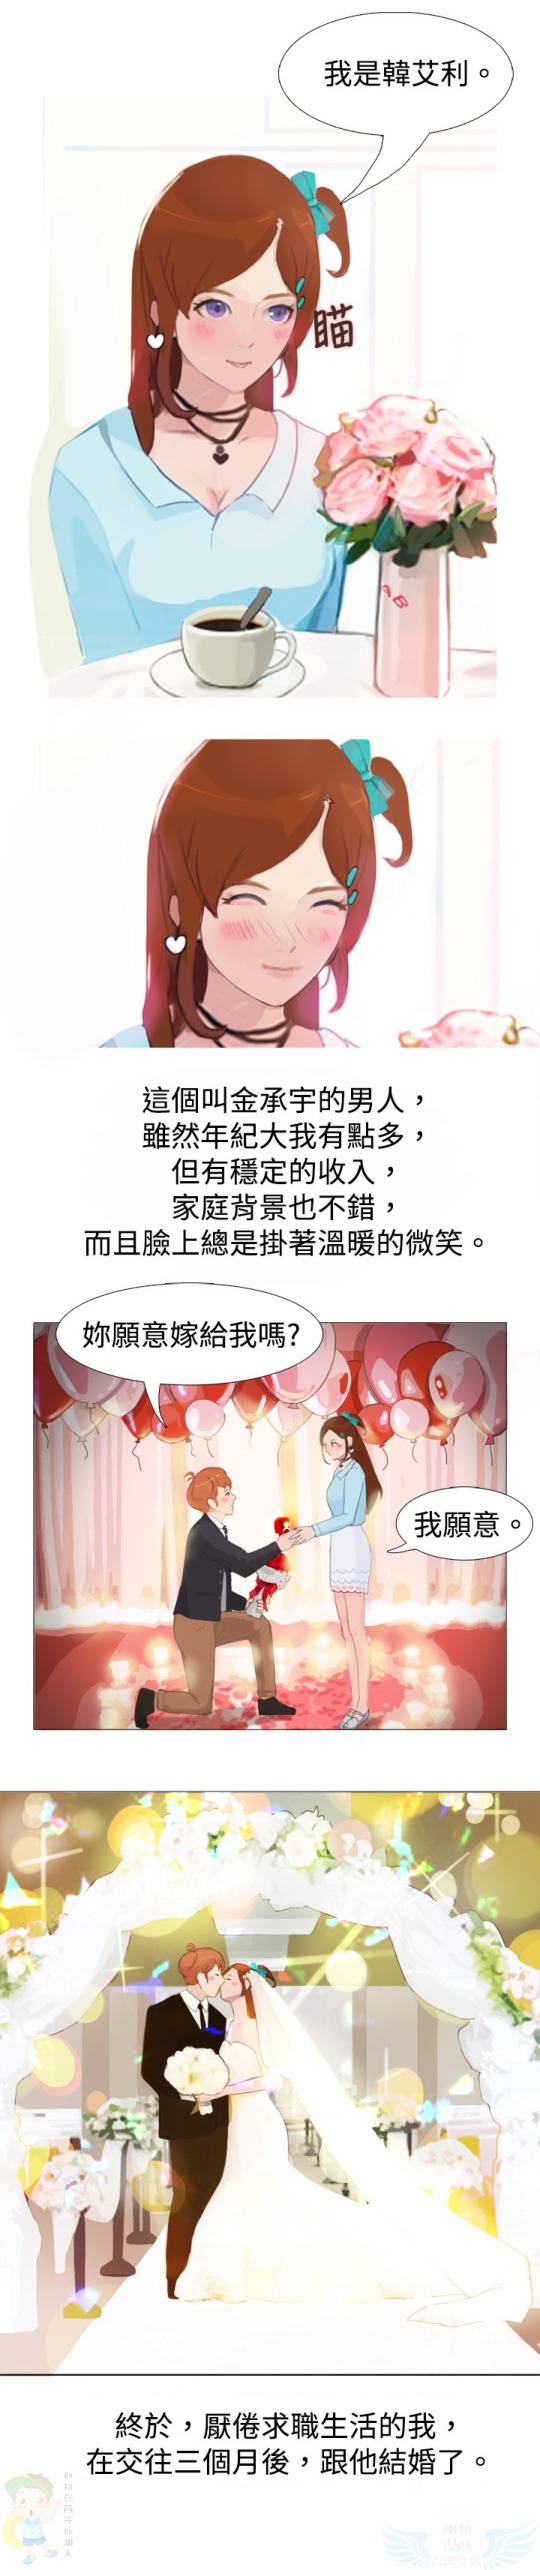 我是韓艾利。
瞄
AB
這個叫金承宇的男人，
雖然年紀大我有點多，
但有穩定的收入，
家庭背景也不錯，
而且臉上總是掛著溫暖的微笑。
妳願意嫁給我嗎?
我願意。
終於，厭倦求職生活的我，
在交往三個月後，跟他結婚了。